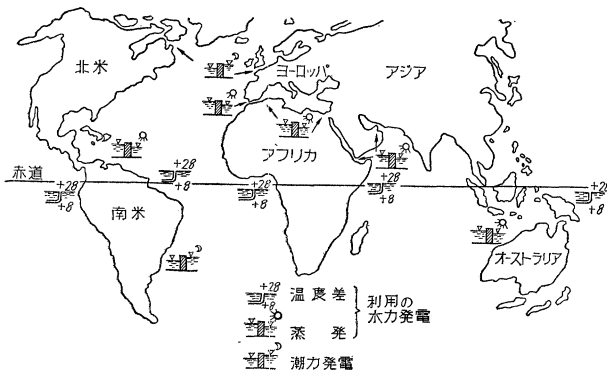 北米
ヨーロッパ
アジア
アフリカ
赤道
+28
+8
+28
+8
+28
+8
+28
+8
+28
+8
南米
オーストラリア
+28
+8
温度差
蒸発
利用の
水力発電
潮力発電